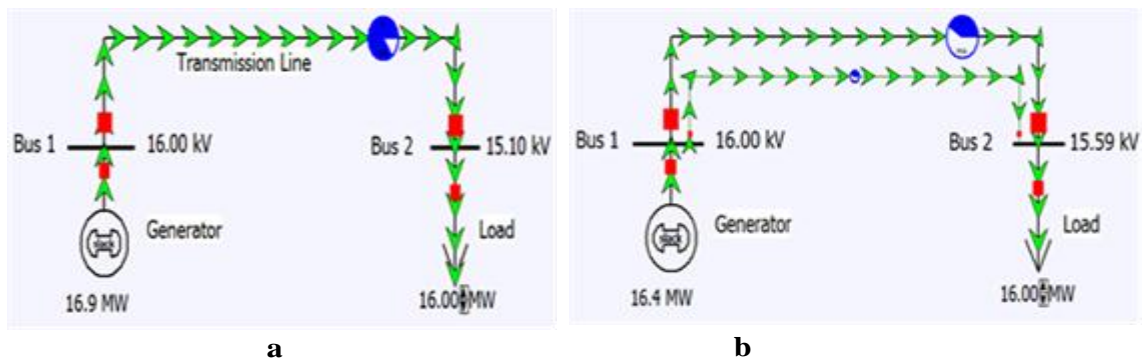 Transmission Line
Bus 1
16.00 kV
Bus 2
15.10 kV
slack
Generator
Load
16.9 MW
16.00 MW
a
Bus 1
16.00 kV
Bus 2
15.59 kV
slack
Generator
Load
16.4 MW
16.00 MW
b